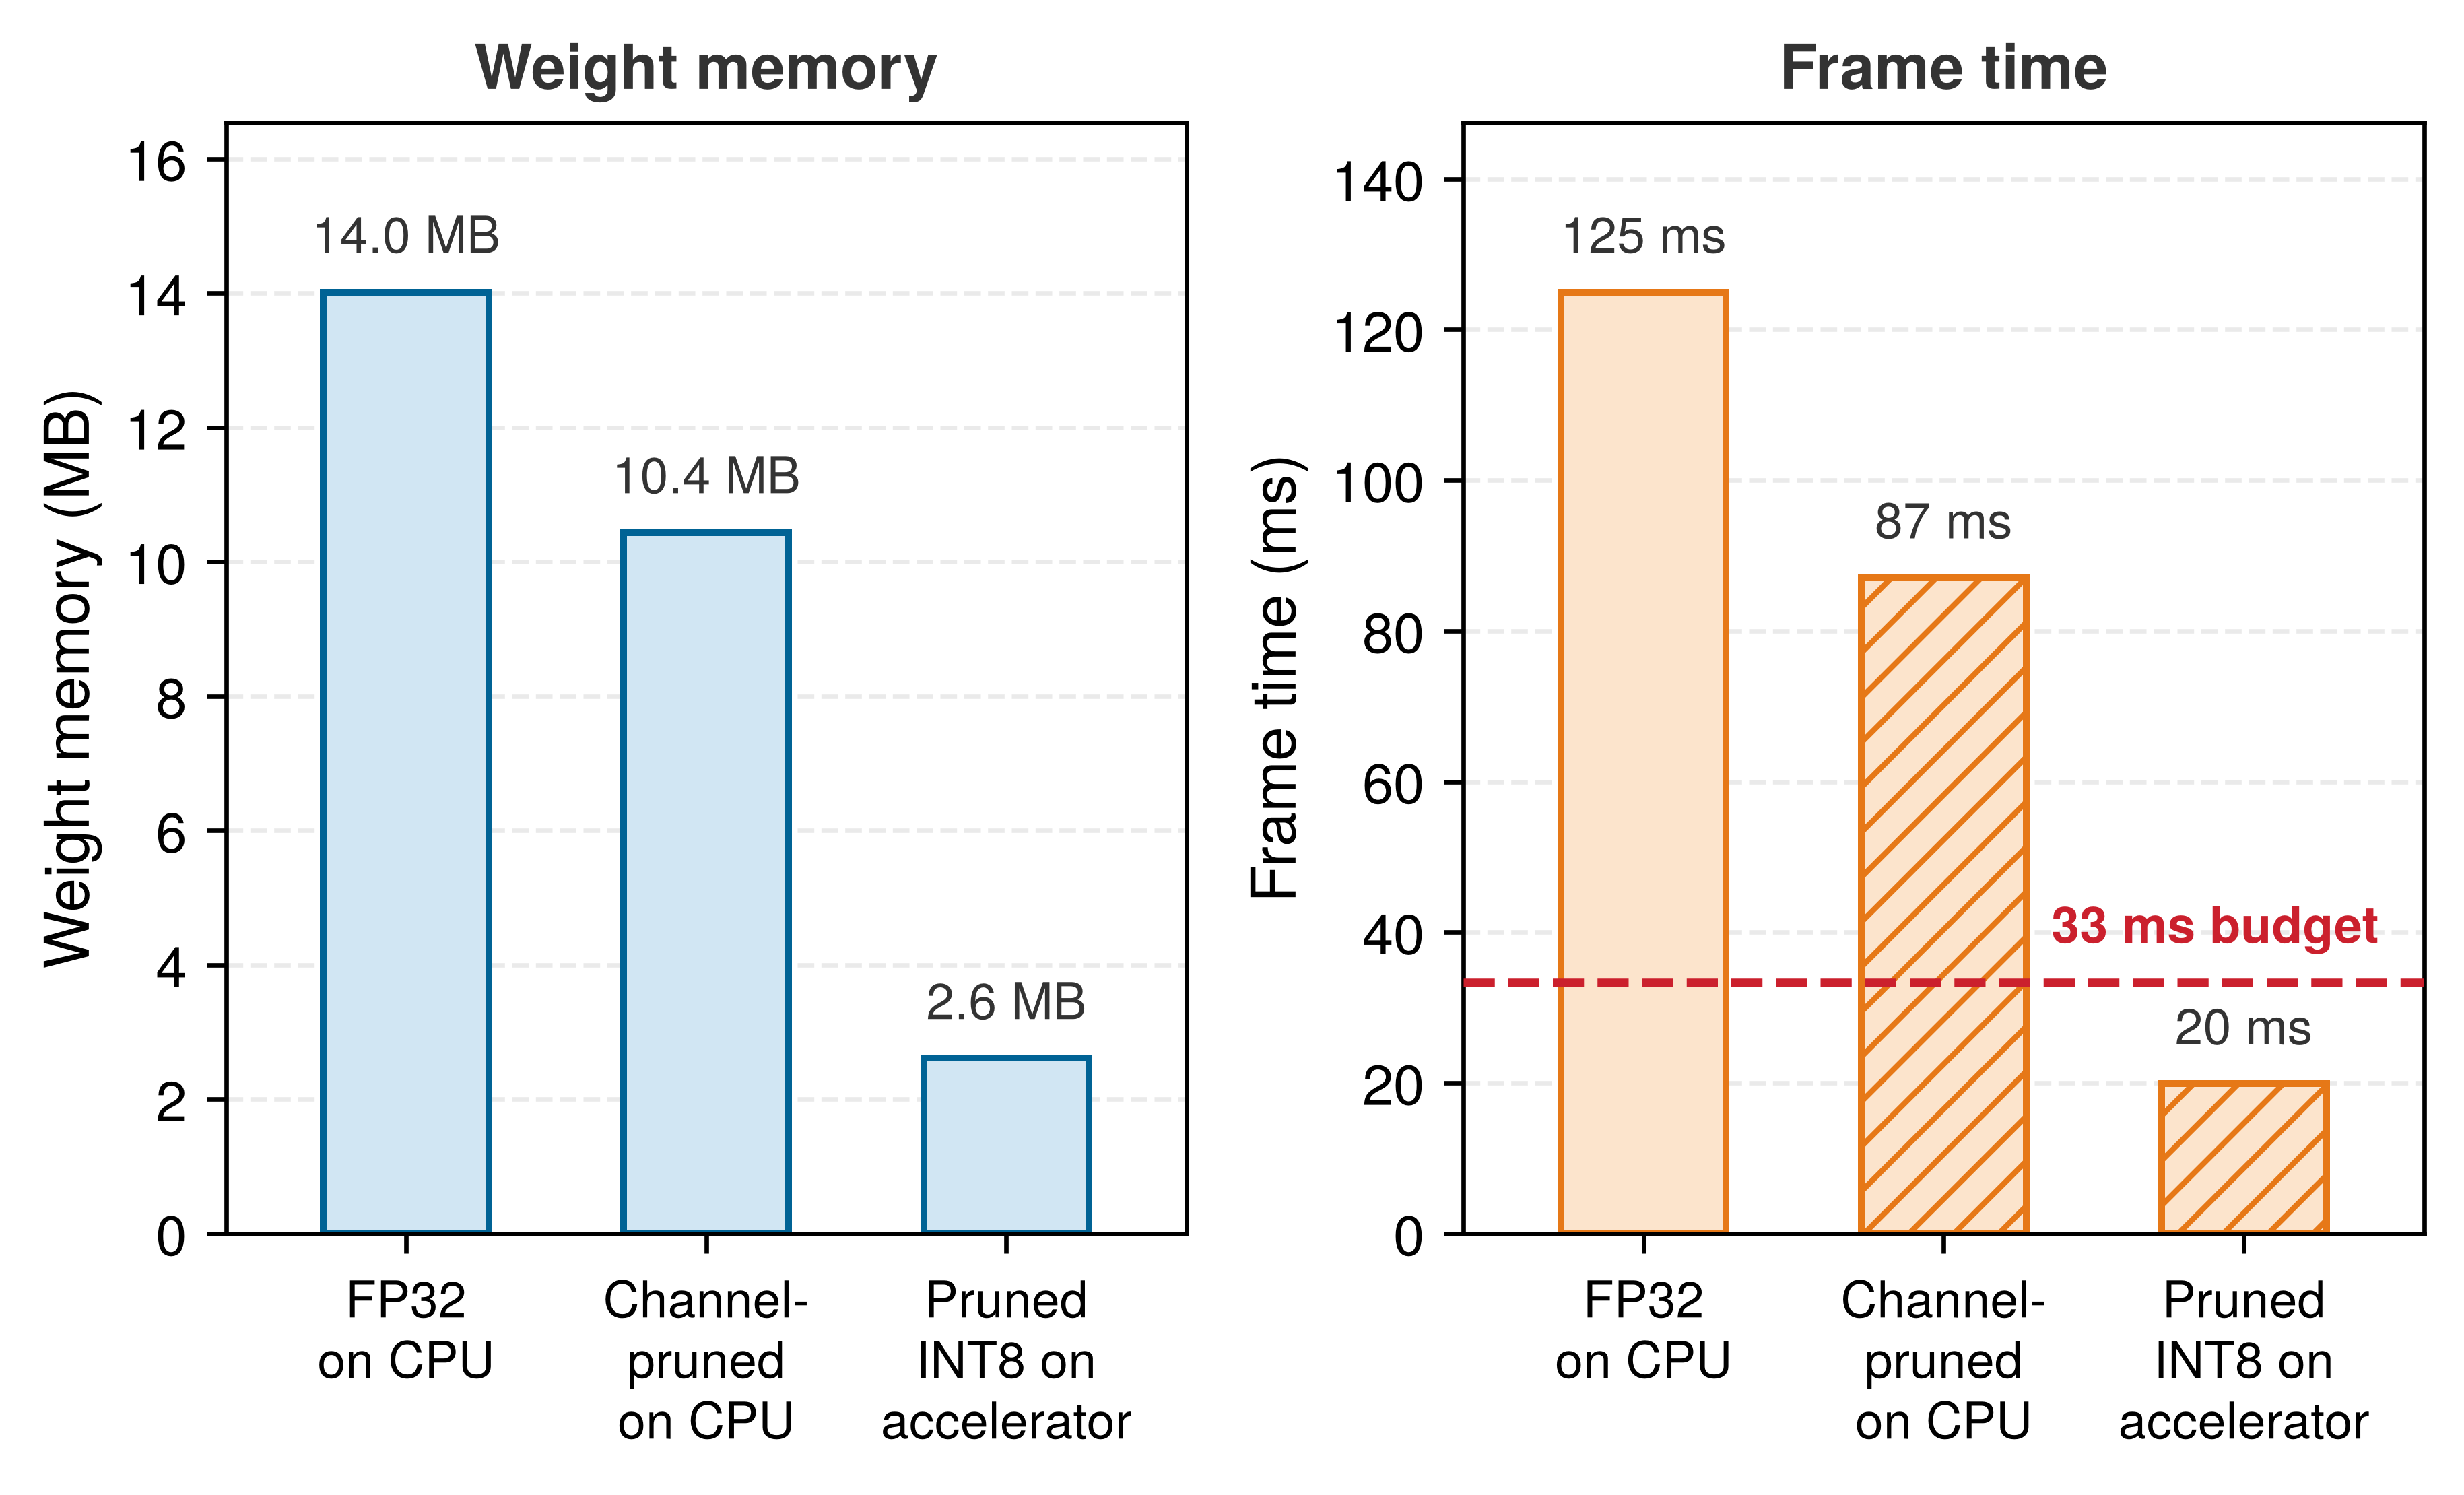 Weight memory
Weight memory (MB)
16
14
12
10
8
6
4
2
0
14.0 MB
10.4 MB
2.6 MB
FP32
on CPU
Channel-
pruned
on CPU
Pruned
INT8 on
accelerator
Frame time
Frame time (ms)
140
120
100
80
60
40
20
0
125 ms
87 ms
33 ms budget
20 ms
FP32
on CPU
Channel-
pruned
on CPU
Pruned
INT8 on
accelerator